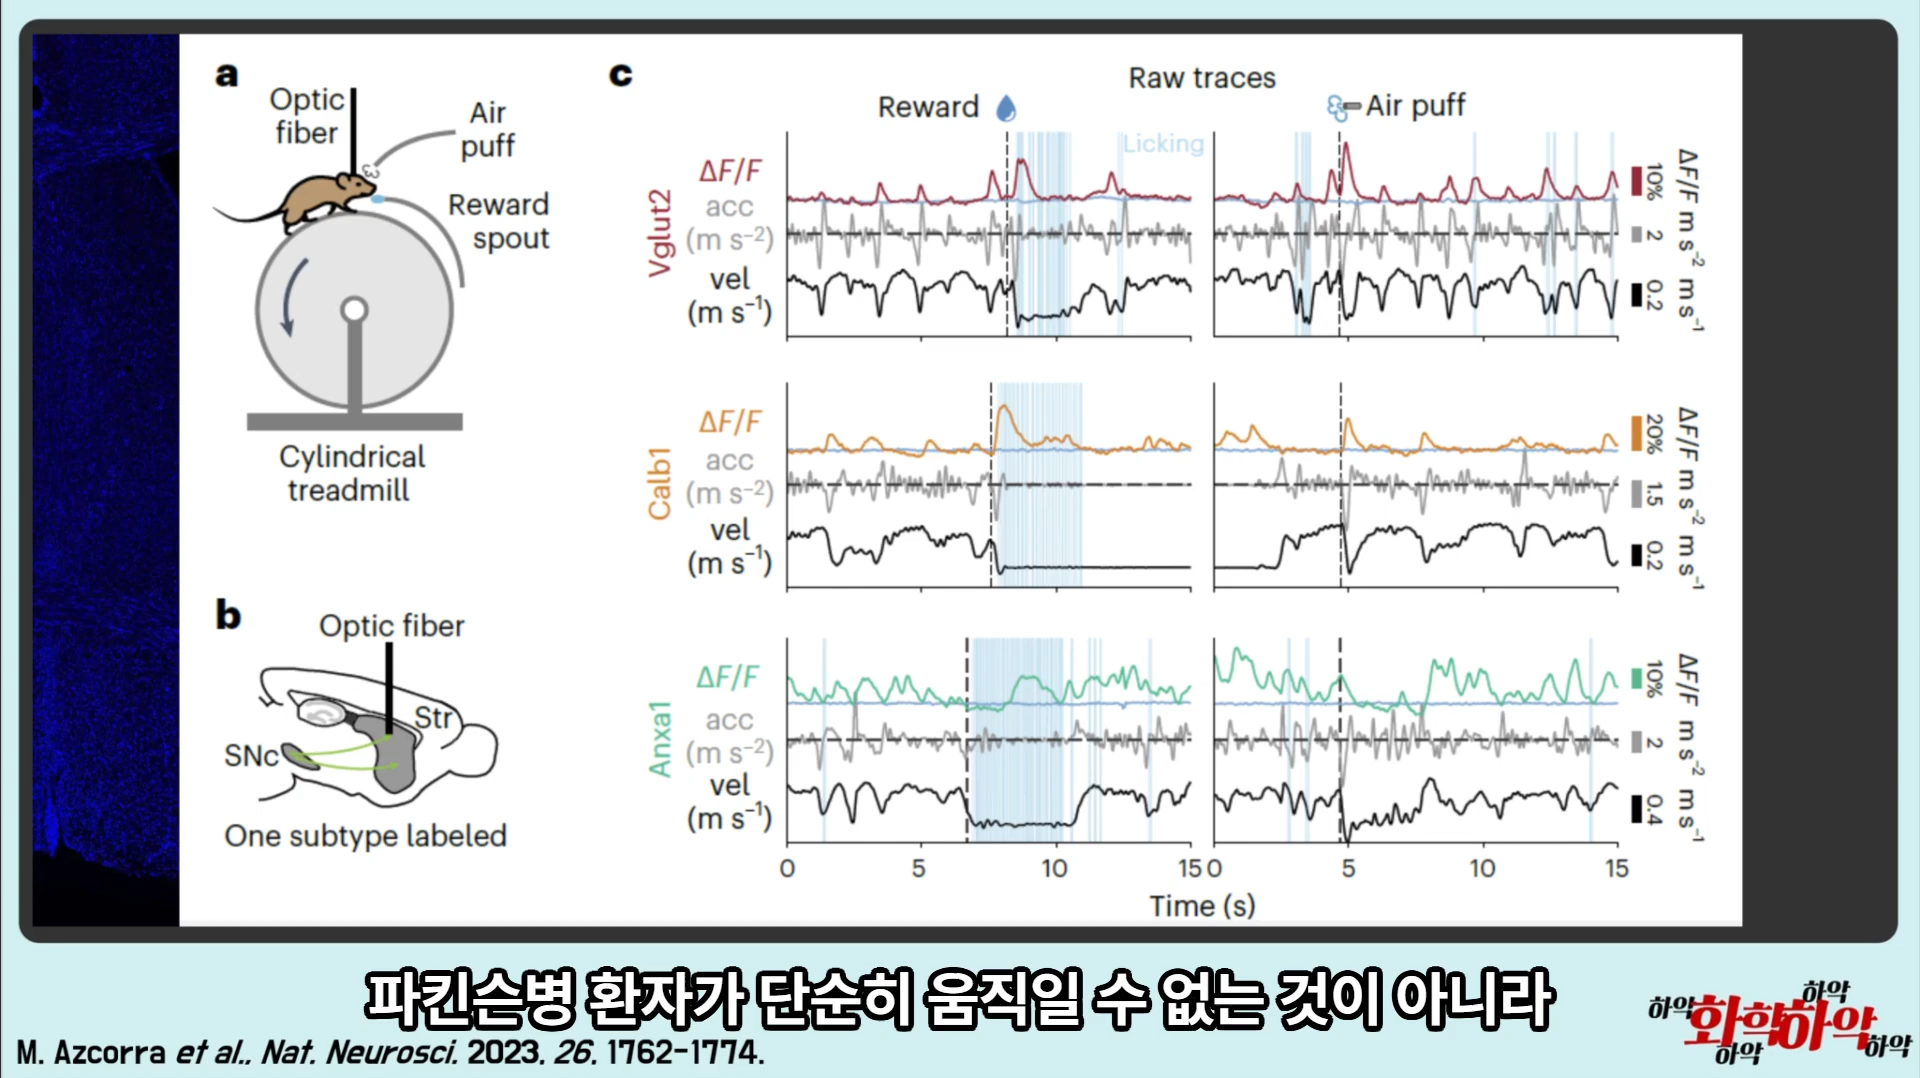 a
Optic
fiber
Air
puff
Reward
spout
Cylindrical
treadmill
b
Optic fiber
Str
SNc
One subtype labeled
c
Raw traces
Reward
Air puff
Licking
Vglut2
ΔF/F
acc
(m s⁻²)
vel
(m s⁻¹)
10%
ΔF/F
2
m s⁻²
0.2
m s⁻¹
Calb1
ΔF/F
acc
(m s⁻²)
vel
(m s⁻¹)
20%
ΔF/F
1.5
m s⁻²
0.2
m s⁻¹
Anxa1
ΔF/F
acc
(m s⁻²)
vel
(m s⁻¹)
10%
ΔF/F
2
m s⁻²
0.4
m s⁻¹
0 5 10 15 0 5 10 15
Time (s)
파킨슨병 환자가 단순히 움직일 수 없는 것이 아니라
M. Azcorra et al., Nat. Neurosci. 2023, 26, 1762-1774.
하악
하악
화학하악
하악
하악